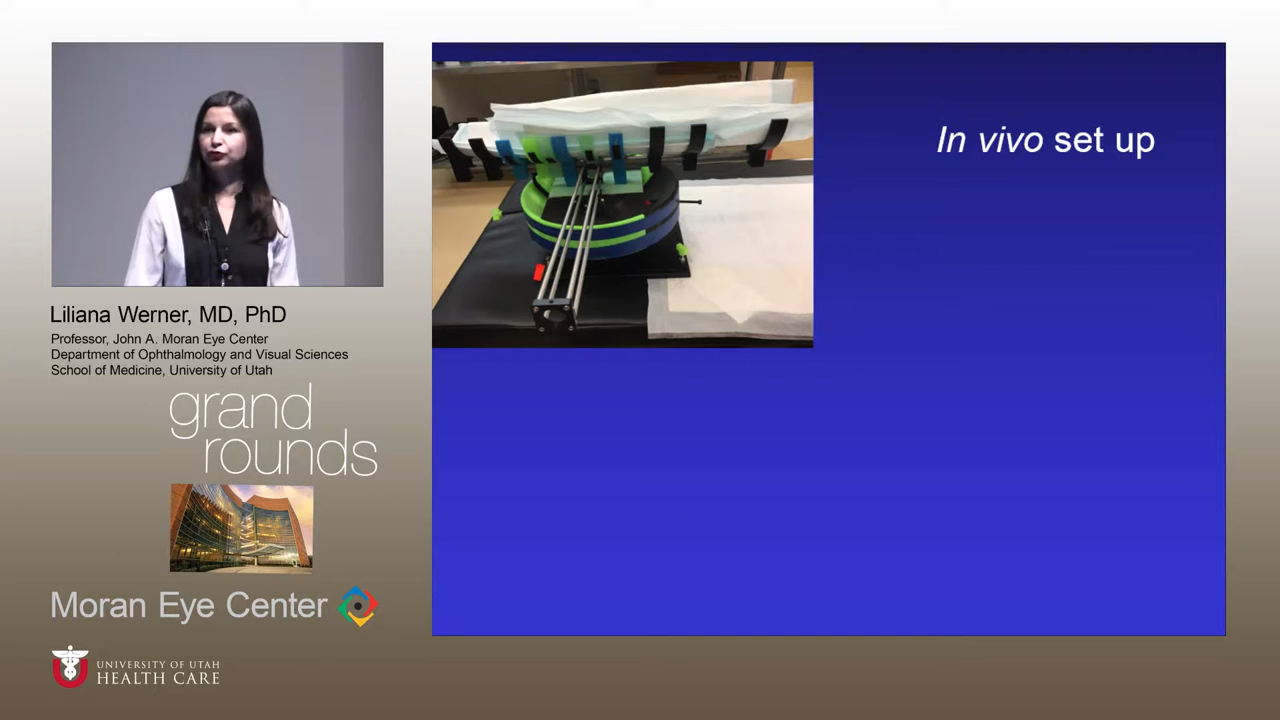 Liliana Werner, MD, PhD
Professor, John A. Moran Eye Center
Department of Ophthalmology and Visual Sciences
School of Medicine, University of Utah
grand
rounds
Moran Eye Center
UNIVERSITY OF UTAH
HEALTH CARE
In vivo set up